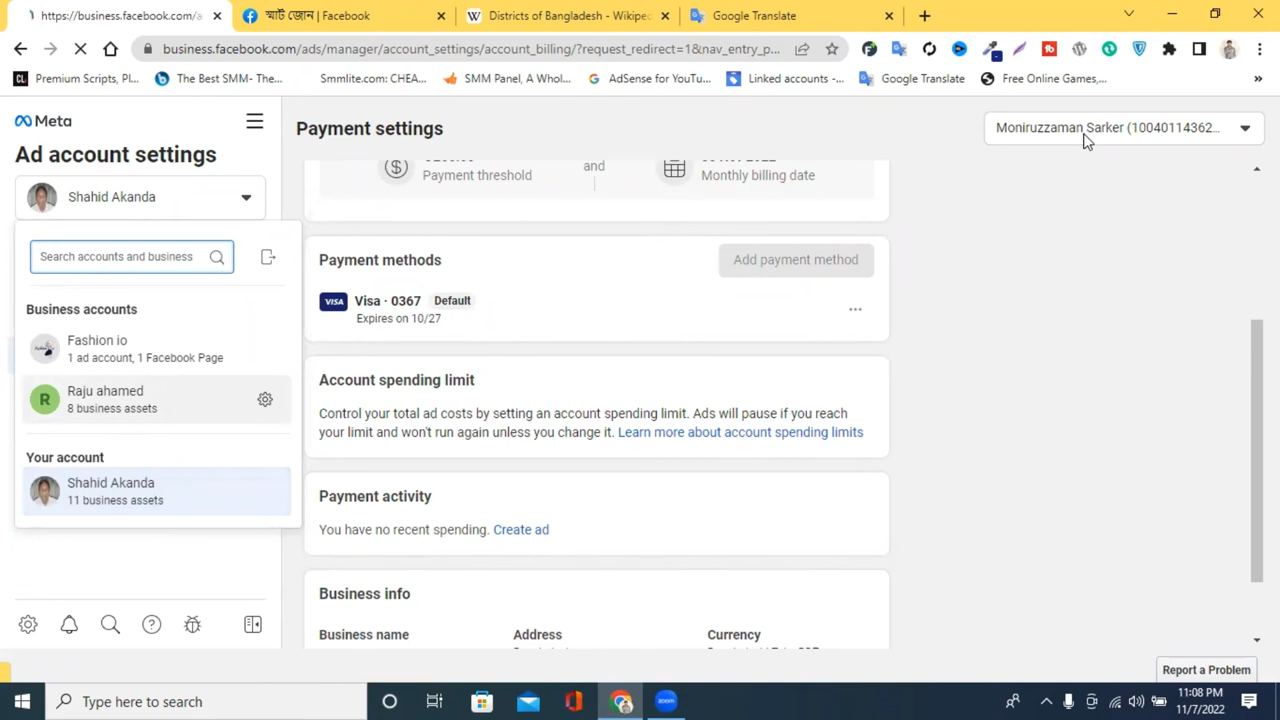 https://business.facebook.com/a
আর্ট জোন | Facebook
Districts of Bangladesh - Wikiped
Google Translate
business.facebook.com/ads/manager/account_settings/account_billing/?request_redirect=1&nav_entry_p...
Premium Scripts, Pl...
The Best SMM- The...
Smmlite.com: CHEA...
SMM Panel, A Whol...
AdSense for YouTu...
Linked accounts -...
Google Translate
Free Online Games,...
Meta
Ad account settings
Shahid Akanda
Search accounts and business
Business accounts
Fashion io
1 ad account, 1 Facebook Page
R
Raju ahamed
8 business assets
Your account
Shahid Akanda
11 business assets
Payment settings
Moniruzzaman Sarker (10040114362...
Payment threshold
and
Monthly billing date
Payment methods
Add payment method
VISA
Visa · 0367 Default
Expires on 10/27
Account spending limit
Control your total ad costs by setting an account spending limit. Ads will pause if you reach
your limit and won't run again unless you change it. Learn more about account spending limits
Payment activity
You have no recent spending. Create ad
Business info
Business name
Address
Currency
Report a Problem
Type here to search
zoom
11:08 PM
11/7/2022